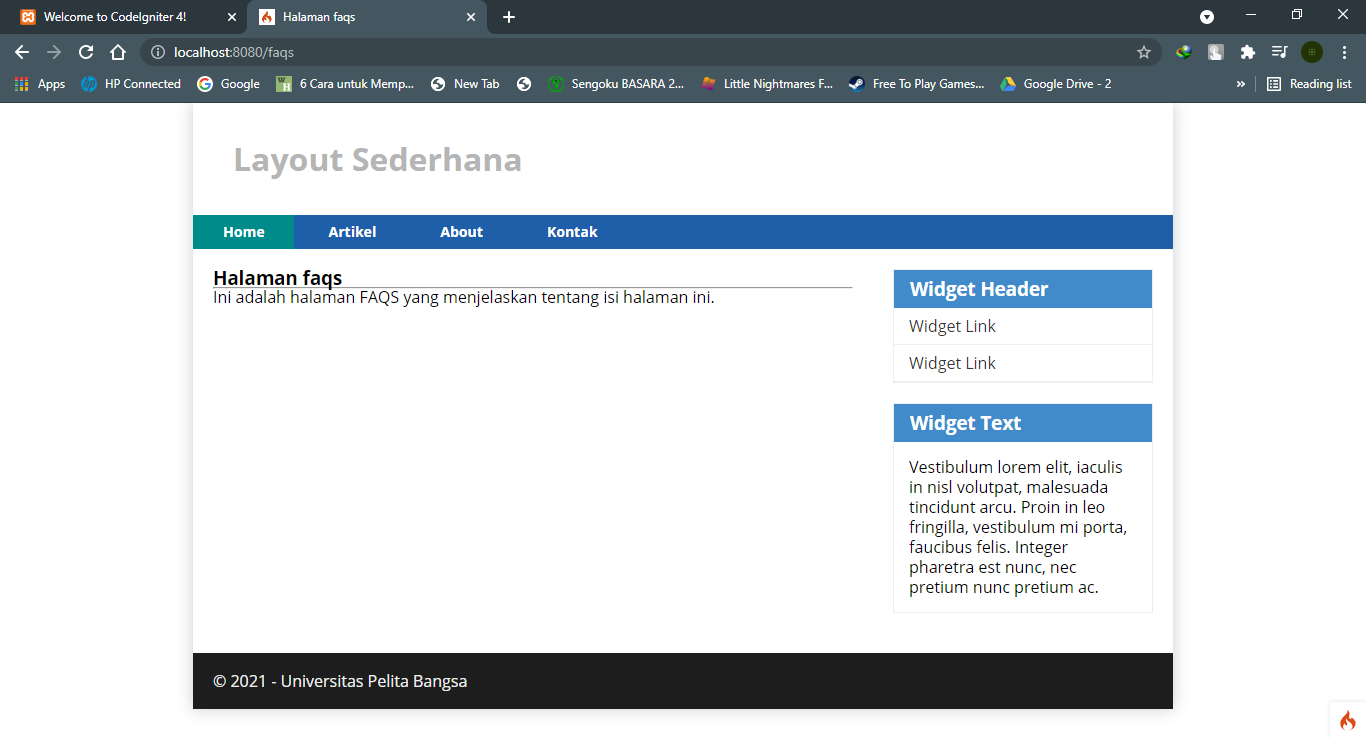 Welcome to CodeIgniter 4!
Halaman faqs
localhost:8080/faqs
Apps
HP Connected
Google
6 Cara untuk Memp...
New Tab
Sengoku BASARA 2...
Little Nightmares F...
Free To Play Games...
Google Drive - 2
»
Reading list
Layout Sederhana
Home Artikel About Kontak
Halaman faqs
Ini adalah halaman FAQS yang menjelaskan tentang isi halaman ini.
Widget Header
Widget Link
Widget Link
Widget Text
Vestibulum lorem elit, iaculis
in nisl volutpat, malesuada
tincidunt arcu. Proin in leo
fringilla, vestibulum mi porta,
faucibus felis. Integer
pharetra est nunc, nec
pretium nunc pretium ac.
© 2021 - Universitas Pelita Bangsa